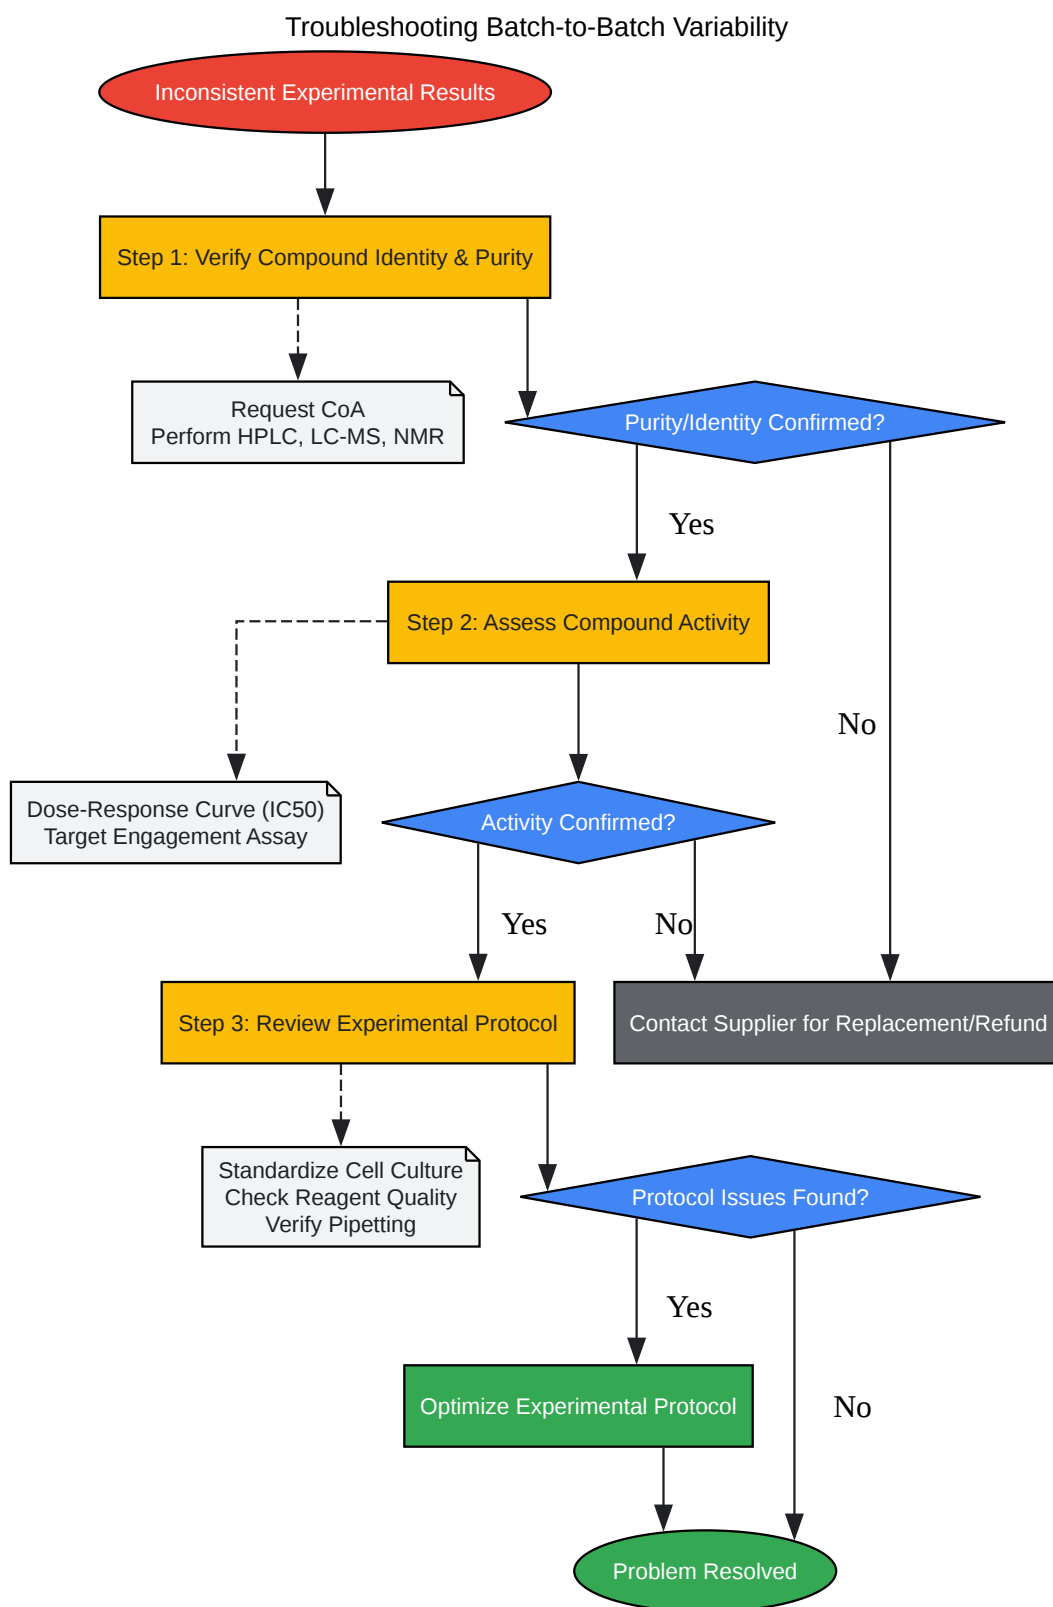 Troubleshooting Batch-to-Batch Variability
Inconsistent Experimental Results
Step 1: Verify Compound Identity & Purity
Request CoA
Perform HPLC, LC-MS, NMR
Purity/Identity Confirmed?
Yes
Step 2: Assess Compound Activity
No
Dose-Response Curve (IC50)
Target Engagement Assay
Activity Confirmed?
Yes
No
Step 3: Review Experimental Protocol
Contact Supplier for Replacement/Refund
Standardize Cell Culture
Check Reagent Quality
Verify Pipetting
Protocol Issues Found?
Yes
Optimize Experimental Protocol
No
Problem Resolved